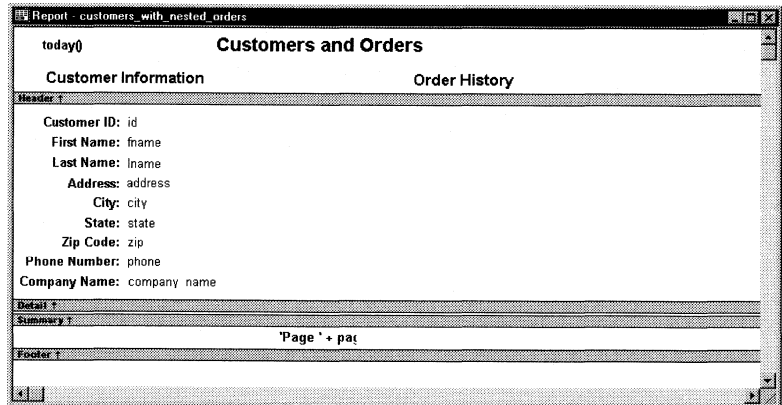 Report - customers_with_nested_orders
today() Customers and Orders
Customer Information Order History
Header ↑
Customer ID: id
First Name: fname
Last Name: lname
Address: address
City: city
State: state
Zip Code: zip
Phone Number: phone
Company Name: company_name
Detail ↑
Summary ↑
'Page ' + pag
Footer ↑